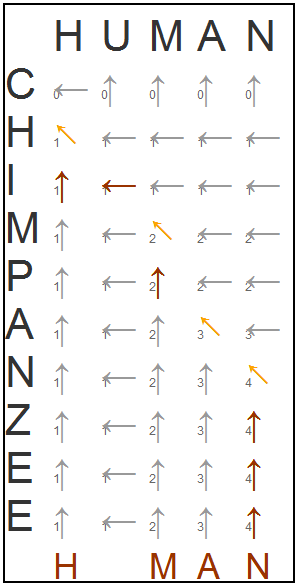 H U M A N
C 0 0 0 0 0
H 1 1 1 1 1
I 1 1 1 1 1
M 1 1 2 2 2
P 1 1 2 2 2
A 1 1 2 3 3
N 1 1 2 3 4
Z 1 1 2 3 4
E 1 1 2 3 4
E 1 1 2 3 4
H M A N